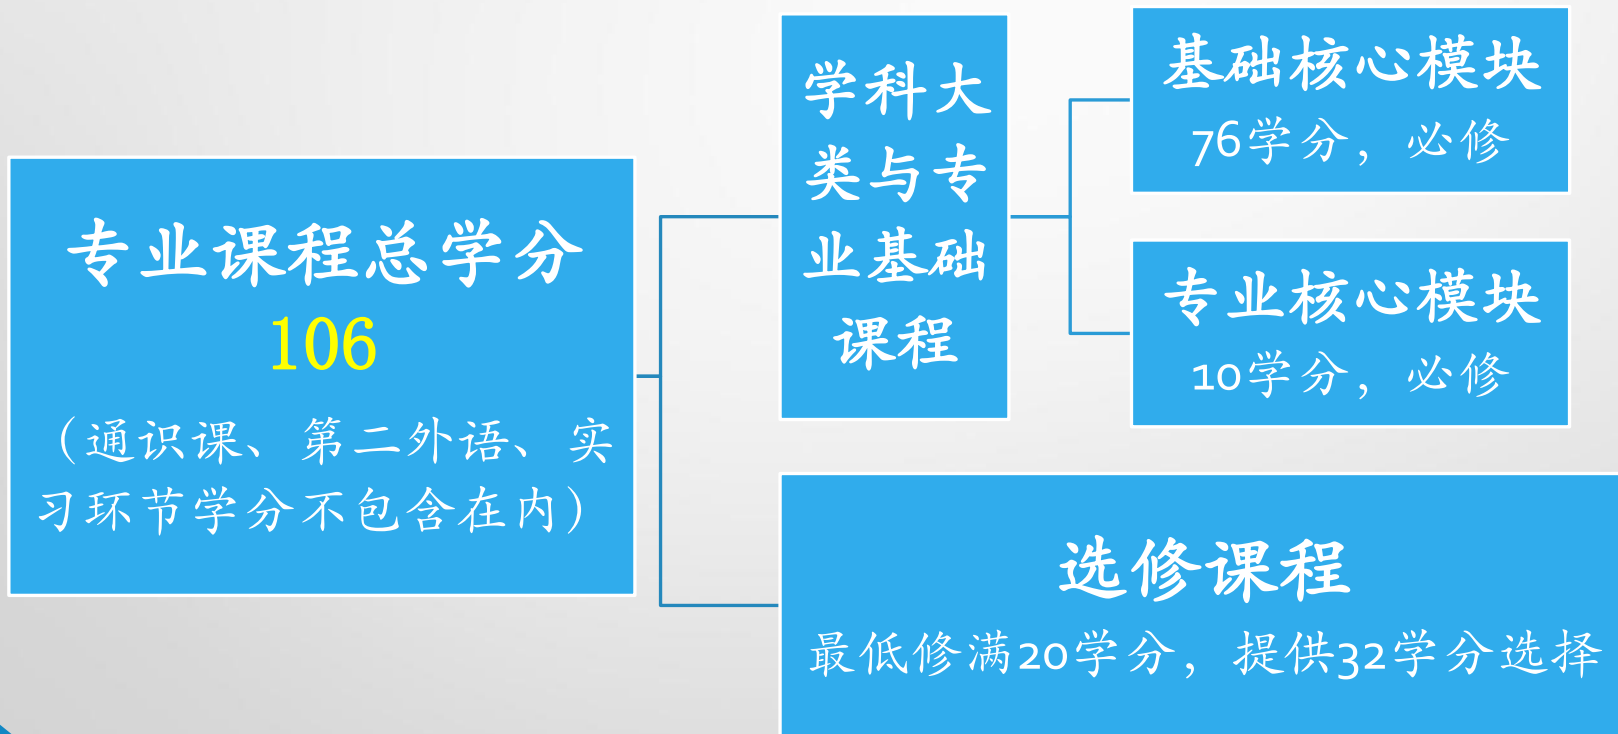 专业课程总学分
106
（通识课、第二外语、实
习环节学分不包含在内）
学科大
类与专
业基础
课程
基础核心模块
76学分，必修
专业核心模块
10学分，必修
选修课程
最低修满20学分，提供32学分选择